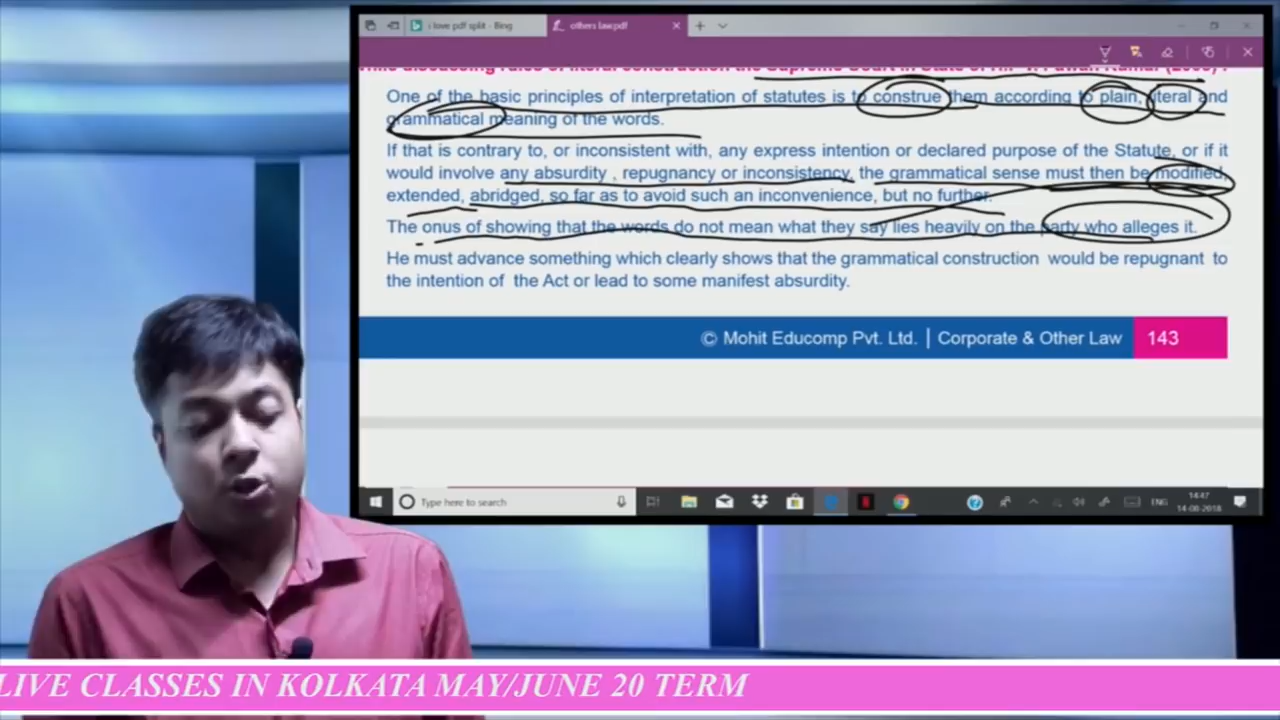 i love pdf split - Bing
others law.pdf
One of the basic principles of interpretation of statutes is to construe them according to plain, literal and
grammatical meaning of the words.
If that is contrary to, or inconsistent with, any express intention or declared purpose of the Statute, or if it
would involve any absurdity , repugnancy or inconsistency, the grammatical sense must then be modified,
extended, abridged, so far as to avoid such an inconvenience, but no further.
The onus of showing that the words do not mean what they say lies heavily on the party who alleges it.
He must advance something which clearly shows that the grammatical construction would be repugnant to
the intention of the Act or lead to some manifest absurdity.
© Mohit Educomp Pvt. Ltd. | Corporate & Other Law 143
Type here to search
ENG
14:47
14-08-2018
LIVE CLASSES IN KOLKATA MAY/JUNE 20 TERM